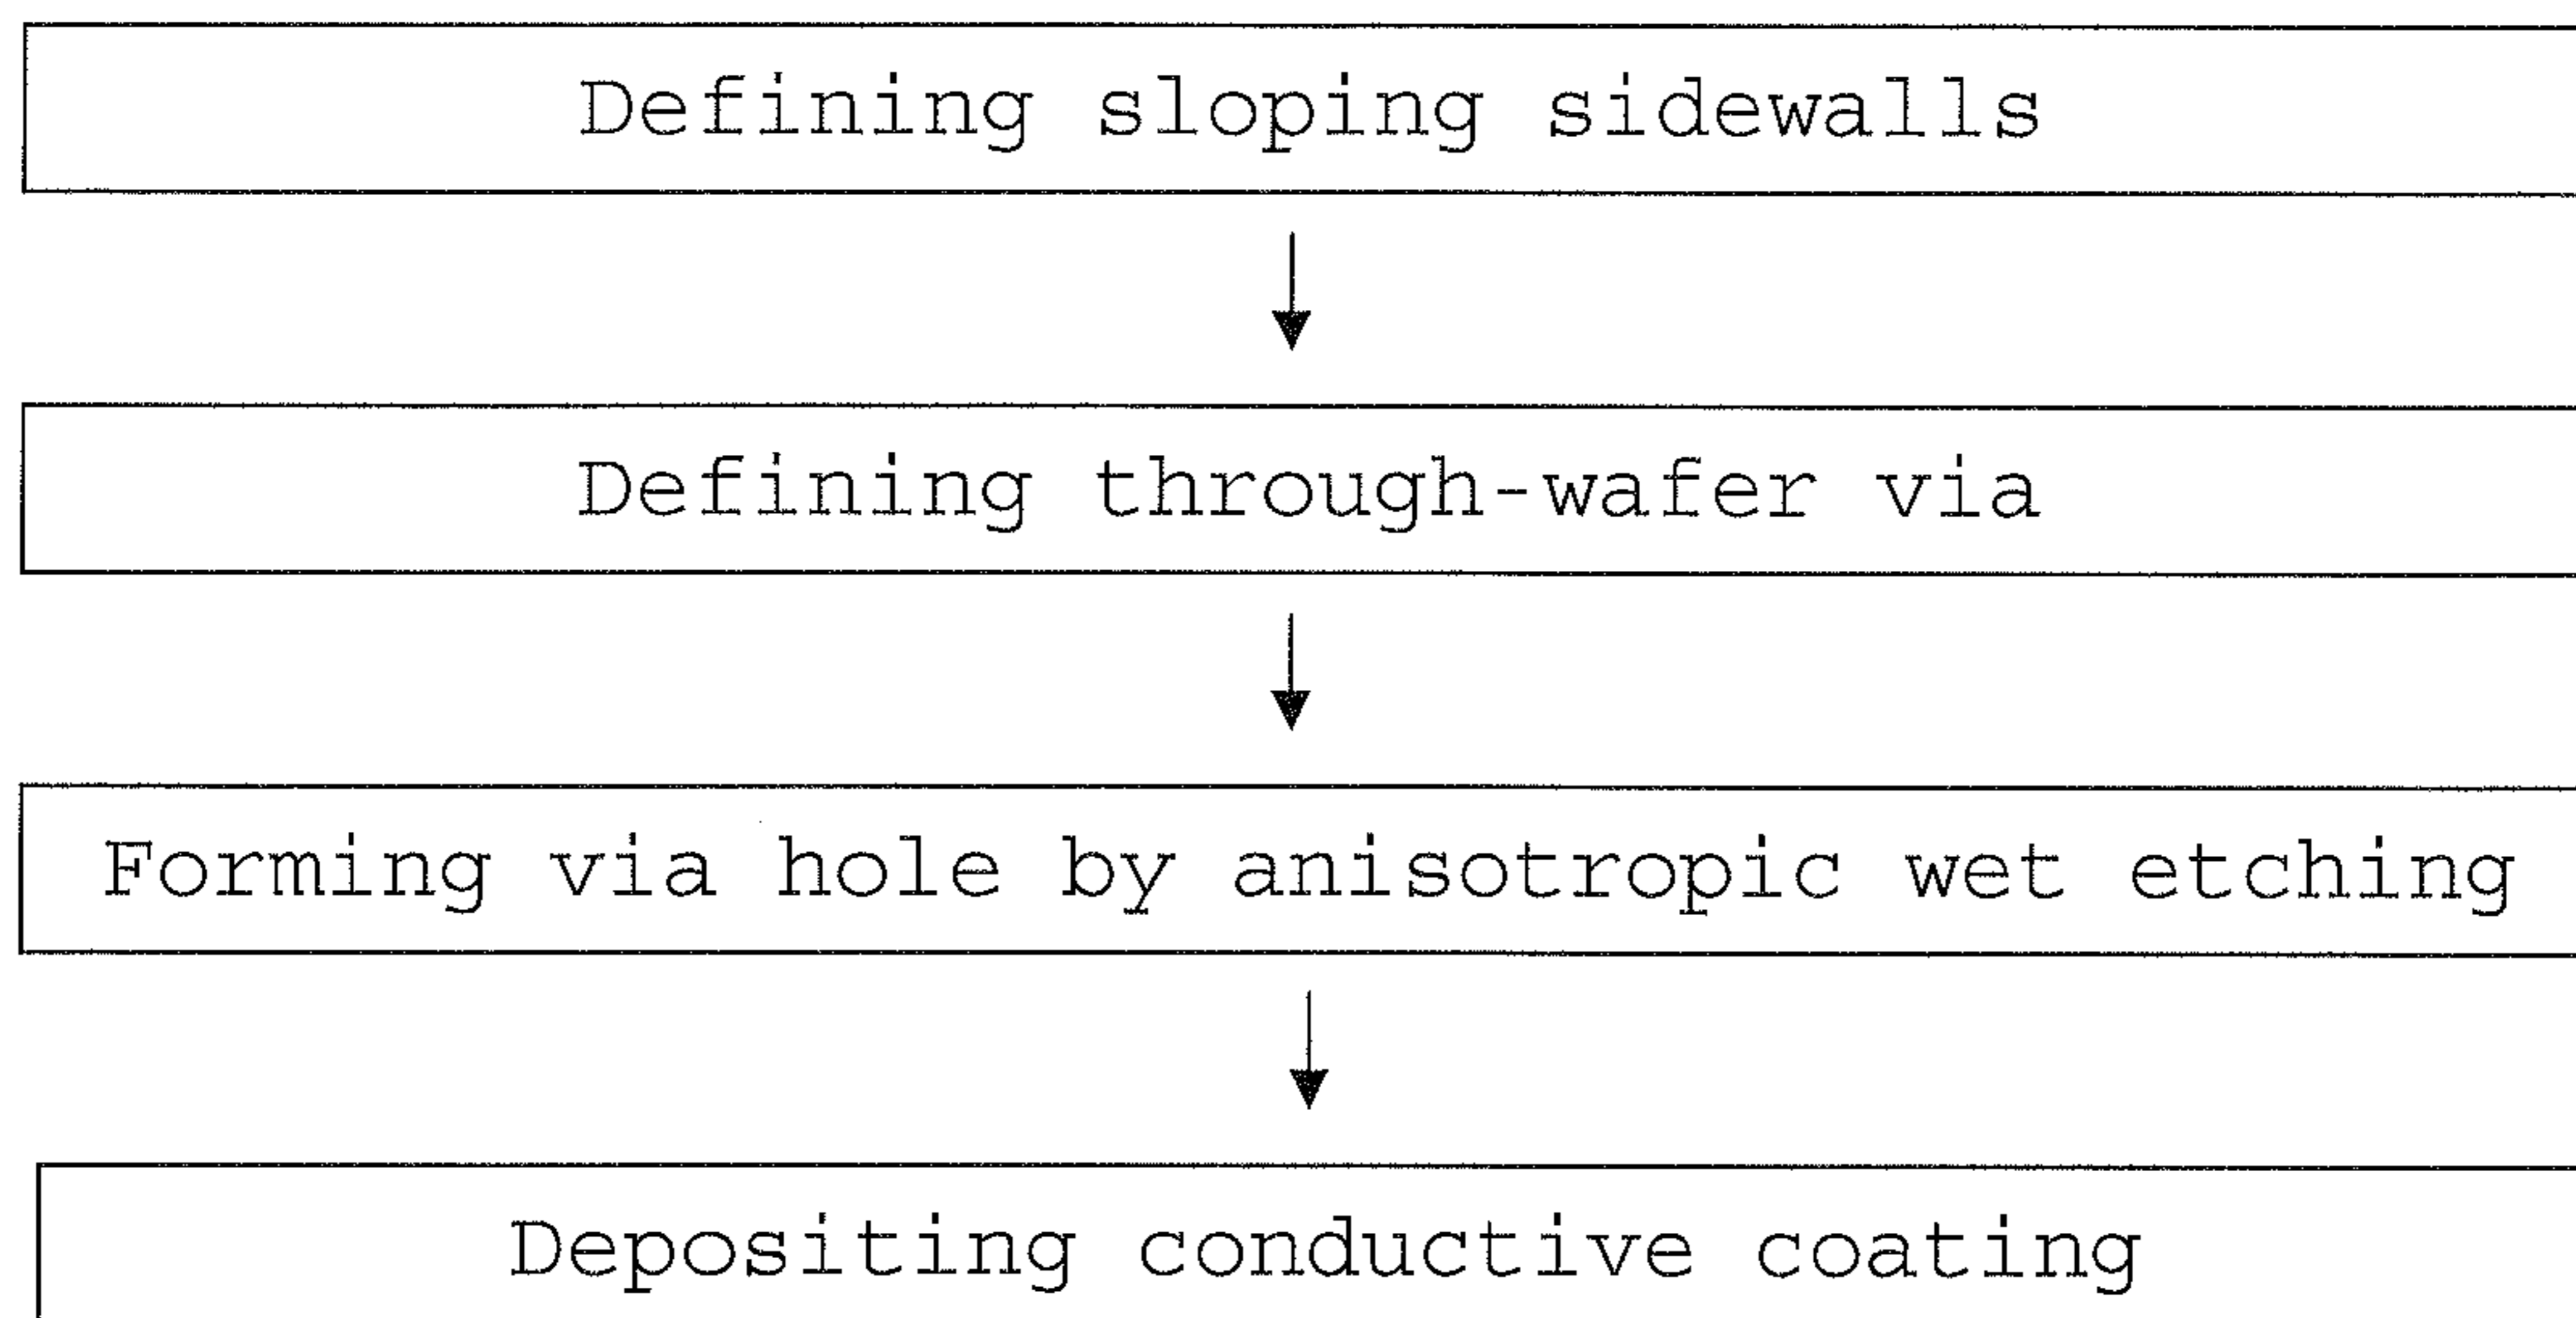 Defining sloping sidewalls
Defining through-wafer via
Forming via hole by anisotropic wet etching
Depositing conductive coating